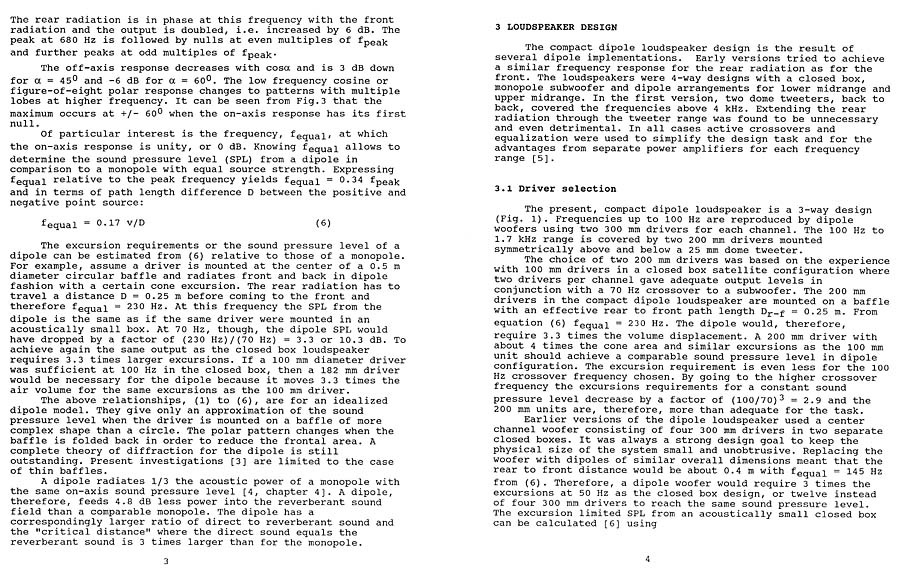 The rear radiation is in phase at this frequency with the front
radiation and the output is doubled, i.e. increased by 6 dB. The
peak at 680 Hz is followed by nulls at even multiples of fpeak
and further peaks at odd multiples of fpeak.
The off-axis response decreases with cosα and is 3 dB down
for α = 45⁰ and -6 dB for α = 60⁰. The low frequency cosine or
figure-of-eight polar response changes to patterns with multiple
lobes at higher frequency. It can be seen from Fig.3 that the
maximum occurs at +/- 60⁰ when the on-axis response has its first
null.
Of particular interest is the frequency, fequal, at which
the on-axis response is unity, or 0 dB. Knowing fequal allows to
determine the sound pressure level (SPL) from a dipole in
comparison to a monopole with equal source strength. Expressing
fequal relative to the peak frequency yields fequal = 0.34 fpeak
and in terms of path length difference D between the positive and
negative point source:
fequal = 0.17 v/D (6)
The excursion requirements or the sound pressure level of a
dipole can be estimated from (6) relative to those of a monopole.
For example, assume a driver is mounted at the center of a 0.5 m
diameter circular baffle and radiates front and back in dipole
fashion with a certain cone excursion. The rear radiation has to
travel a distance D = 0.25 m before coming to the front and
therefore fequal = 230 Hz. At this frequency the SPL from the
dipole is the same as if the same driver were mounted in an
acoustically small box. At 70 Hz, though, the dipole SPL would
have dropped by a factor of (230 Hz)/(70 Hz) = 3.3 or 10.3 dB. To
achieve again the same output as the closed box loudspeaker
requires 3.3 times larger excursions. If a 100 mm diameter driver
was sufficient at 100 Hz in the closed box, then a 182 mm driver
would be necessary for the dipole because it moves 3.3 times the
air volume for the same excursions as the 100 mm driver.
The above relationships, (1) to (6), are for an idealized
dipole model. They give only an approximation of the sound
pressure level when the driver is mounted on a baffle of more
complex shape than a circle. The polar pattern changes when the
baffle is folded back in order to reduce the frontal area. A
complete theory of diffraction for the dipole is still
outstanding. Present investigations [3] are limited to the case
of thin baffles.
A dipole radiates 1/3 the acoustic power of a monopole with
the same on-axis sound pressure level [4, chapter 4]. A dipole,
therefore, feeds 4.8 dB less power into the reverberant sound
field than a comparable monopole. The dipole has a
correspondingly larger ratio of direct to reverberant sound and
the "critical distance" where the direct sound equals the
reverberant sound is 3 times larger than for the monopole.
3
3 LOUDSPEAKER DESIGN
The compact dipole loudspeaker design is the result of
several dipole implementations. Early versions tried to achieve
a similar frequency response for the rear radiation as for the
front. The loudspeakers were 4-way designs with a closed box,
monopole subwoofer and dipole arrangements for lower midrange and
upper midrange. In the first version, two dome tweeters, back to
back, covered the frequencies above 4 kHz. Extending the rear
radiation through the tweeter range was found to be unnecessary
and even detrimental. In all cases active crossovers and
equalization were used to simplify the design task and for the
advantages from separate power amplifiers for each frequency
range [5].
3.1 Driver selection
The present, compact dipole loudspeaker is a 3-way design
(Fig. 1). Frequencies up to 100 Hz are reproduced by dipole
woofers using two 300 mm drivers for each channel. The 100 Hz to
1.7 kHz range is covered by two 200 mm drivers mounted
symmetrically above and below a 25 mm dome tweeter.
The choice of two 200 mm drivers was based on the experience
with 100 mm drivers in a closed box satellite configuration where
two drivers per channel gave adequate output levels in
conjunction with a 70 Hz crossover to a subwoofer. The 200 mm
drivers in the compact dipole loudspeaker are mounted on a baffle
with an effective rear to front path length Dr-f = 0.25 m. From
equation (6) fequal = 230 Hz. The dipole would, therefore,
require 3.3 times the volume displacement. A 200 mm driver with
about 4 times the cone area and similar excursions as the 100 mm
unit should achieve a comparable sound pressure level in dipole
configuration. The excursion requirement is even less for the 100
Hz crossover frequency chosen. By going to the higher crossover
frequency the excursions requirements for a constant sound
pressure level decrease by a factor of (100/70)³ = 2.9 and the
200 mm units are, therefore, more than adequate for the task.
Earlier versions of the dipole loudspeaker used a center
channel woofer consisting of four 300 mm drivers in two separate
closed boxes. It was always a strong design goal to keep the
physical size of the system small and unobtrusive. Replacing the
woofer with dipoles of similar overall dimensions meant that the
rear to front distance would be about 0.4 m with fequal = 145 Hz
from (6). Therefore, a dipole woofer would require 3 times the
excursions at 50 Hz as the closed box design, or twelve instead
of four 300 mm drivers to reach the same sound pressure level.
The excursion limited SPL from an acoustically small closed box
can be calculated [6] using
4